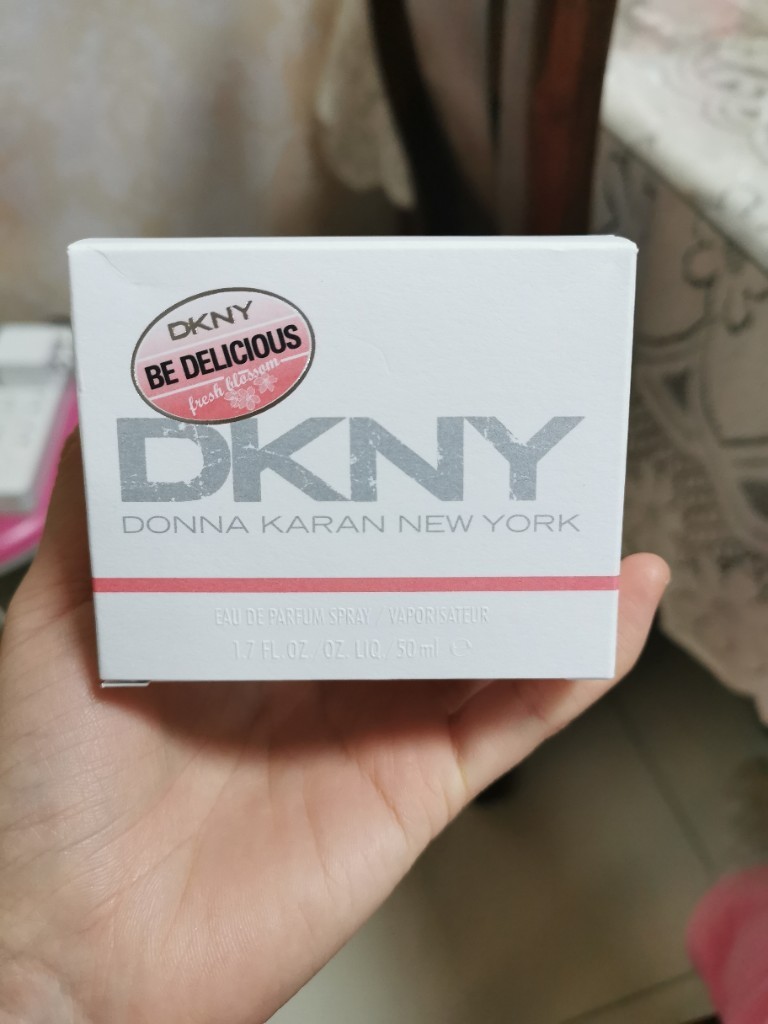 DKNY
BE DELICIOUS
fresh blossom
DKNY
DONNA KARAN NEW YORK
EAU DE PARFUM SPRAY / VAPORISATEUR
1.7 FL. OZ. / OZ. LIQ. / 50 ml ℮